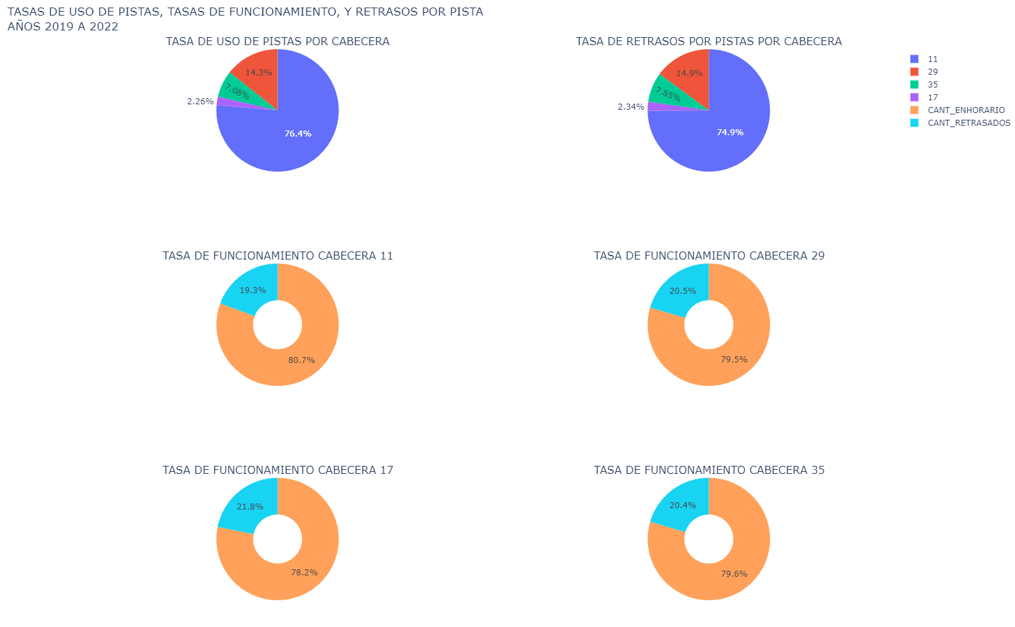 TASAS DE USO DE PISTAS, TASAS DE FUNCIONAMIENTO, Y RETRASOS POR PISTA
AÑOS 2019 A 2022
TASA DE USO DE PISTAS POR CABECERA
14.3%
7.08%
2.26%
76.4%
TASA DE RETRASOS POR PISTAS POR CABECERA
14.9%
7.85%
2.34%
74.9%
11
29
35
17
CANT_ENHORARIO
CANT_RETRASADOS
TASA DE FUNCIONAMIENTO CABECERA 11
19.3%
80.7%
TASA DE FUNCIONAMIENTO CABECERA 29
20.5%
79.5%
TASA DE FUNCIONAMIENTO CABECERA 17
21.8%
78.2%
TASA DE FUNCIONAMIENTO CABECERA 35
20.4%
79.6%